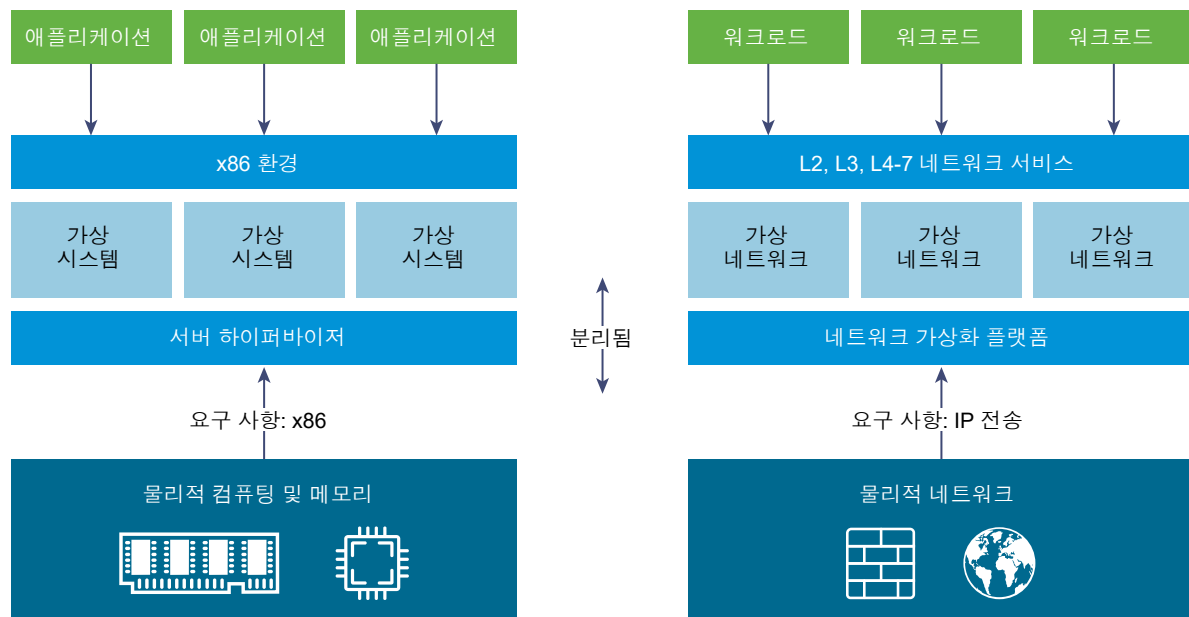 애플리케이션
애플리케이션
애플리케이션
x86 환경
가상
시스템
가상
시스템
가상
시스템
서버 하이퍼바이저
요구 사항: x86
물리적 컴퓨팅 및 메모리
분리됨
워크로드
워크로드
워크로드
L2, L3, L4-7 네트워크 서비스
가상
네트워크
가상
네트워크
가상
네트워크
네트워크 가상화 플랫폼
요구 사항: IP 전송
물리적 네트워크